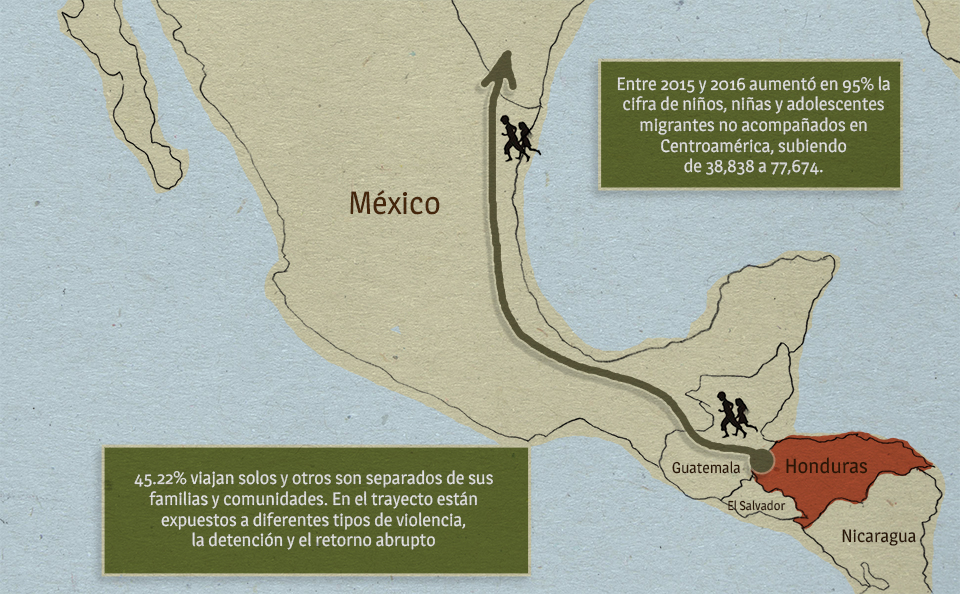 Entre 2015 y 2016 aumentó en 95% la
cifra de niños, niñas y adolescentes
migrantes no acompañados en
Centroamérica, subiendo
de 38,838 a 77,674.
México
Guatemala
Honduras
El Salvador
Nicaragua
45.22% viajan solos y otros son separados de sus
familias y comunidades. En el trayecto están
expuestos a diferentes tipos de violencia,
la detención y el retorno abrupto